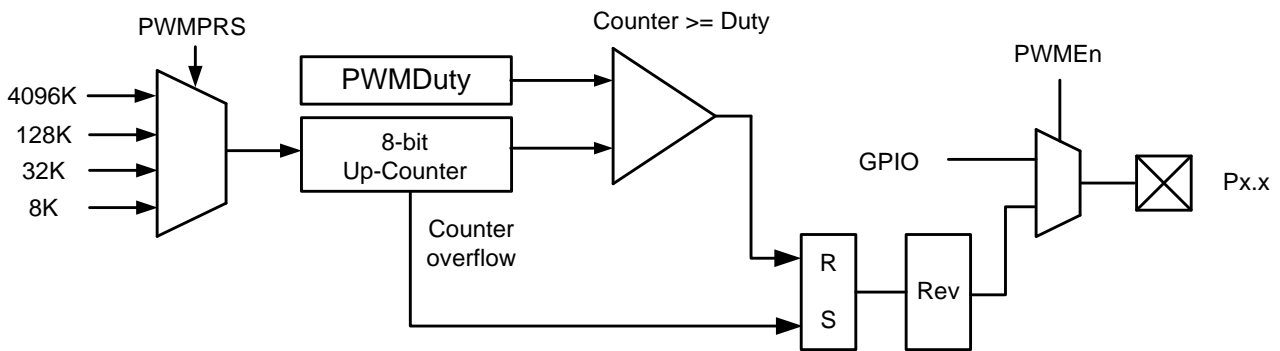 PWMPRS
Counter >= Duty
PWMEn
4096K
PWMDuty
128K
8-bit
Up-Counter
32K
8K
GPIO
Px.x
Counter
overflow
R
S
Rev